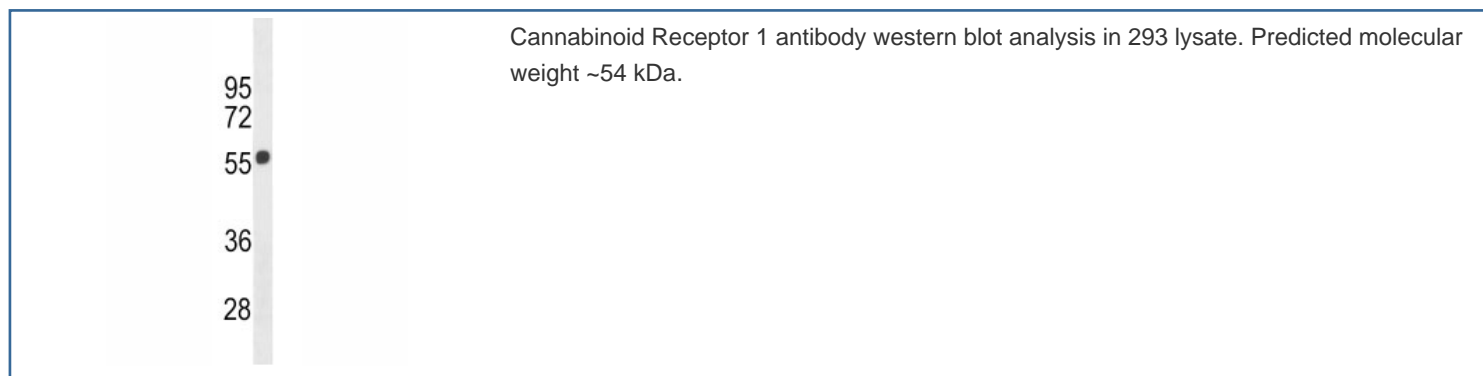 Cannabinoid Receptor 1 antibody western blot analysis in 293 lysate. Predicted molecular
weight ~54 kDa.
95
72
55
36
28